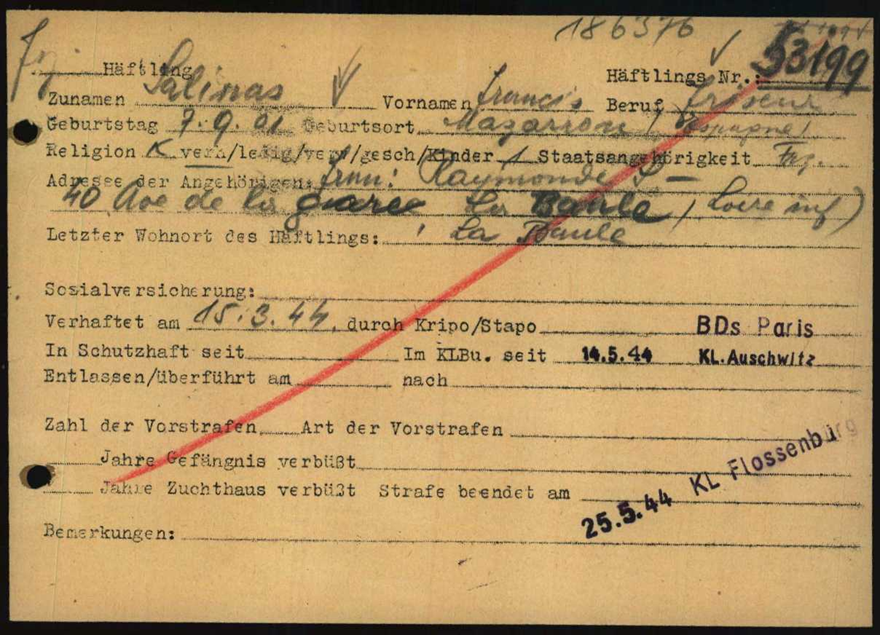 186376
Häftling Häftlings Nr.: 53199
Zunamen Salinas Vornamen Francis Beruf Friseur
Geburtstag 7.9.01 Geburtsort Mazarron (Espagne)
Religion K verh/ledig/verw/gesch/Kinder 1 Staatsangehörigkeit Frz.
Adresse der Angehörigen: Frau: Raymonde S-
40 Ave de la gare La Baule (Loire inf)
Letzter Wohnort des Häftlings: La Baule
Sozialversicherung:
Verhaftet am 15.3.44 durch Kripo/Stapo BDs Paris
In Schutzhaft seit Im KLBu. seit 14.5.44 KL.Auschwitz
Entlassen/überführt am nach
Zahl der Vorstrafen Art der Vorstrafen
Jahre Gefängnis verbüßt
Jahre Zuchthaus verbüßt Strafe beendet am
25.5.44 KL Flossenbürg
Bemerkungen: